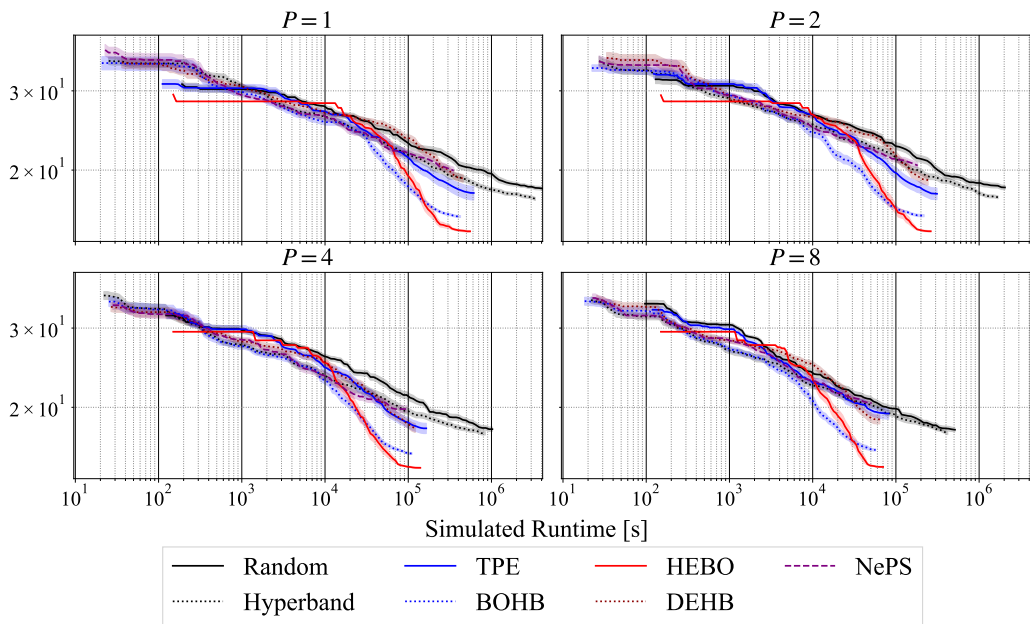 P = 1
P = 2
3 × 10¹
2 × 10¹
3 × 10¹
2 × 10¹
P = 4
P = 8
3 × 10¹
2 × 10¹
3 × 10¹
2 × 10¹
10¹ 10² 10³ 10⁴ 10⁵ 10⁶
10¹ 10² 10³ 10⁴ 10⁵ 10⁶
Simulated Runtime [s]
Random TPE HEBO NePS
Hyperband BOHB DEHB